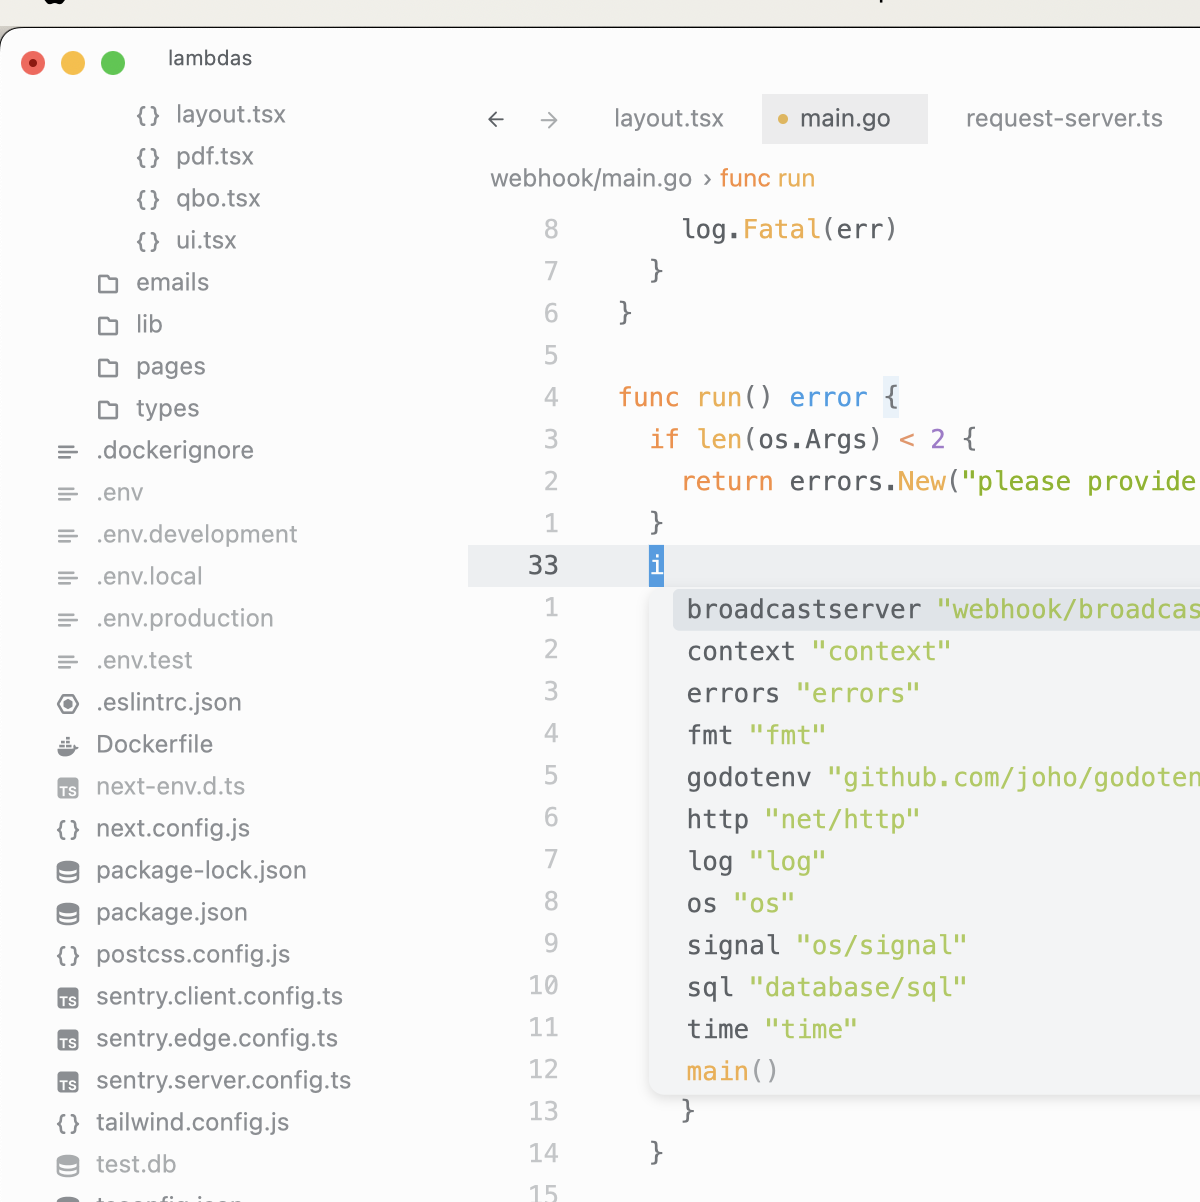 lambdas
layout.tsx
pdf.tsx
qbo.tsx
ui.tsx
emails
lib
pages
types
.dockerignore
.env
.env.development
.env.local
.env.production
.env.test
.eslintrc.json
Dockerfile
TS next-env.d.ts
next.config.js
package-lock.json
package.json
postcss.config.js
TS sentry.client.config.ts
TS sentry.edge.config.ts
TS sentry.server.config.ts
tailwind.config.js
test.db
tsconfig.json
layout.tsx main.go request-server.ts
webhook/main.go › func run
8 log.Fatal(err)
7 }
6 }
5
4 func run() error {
3 if len(os.Args) < 2 {
2 return errors.New("please provide
1 }
33 i
1 broadcastserver "webhook/broadcas
2 context "context"
3 errors "errors"
4 fmt "fmt"
5 godotenv "github.com/joho/godoten
6 http "net/http"
7 log "log"
8 os "os"
9 signal "os/signal"
10 sql "database/sql"
11 time "time"
12 main()
13 }
14 }
15